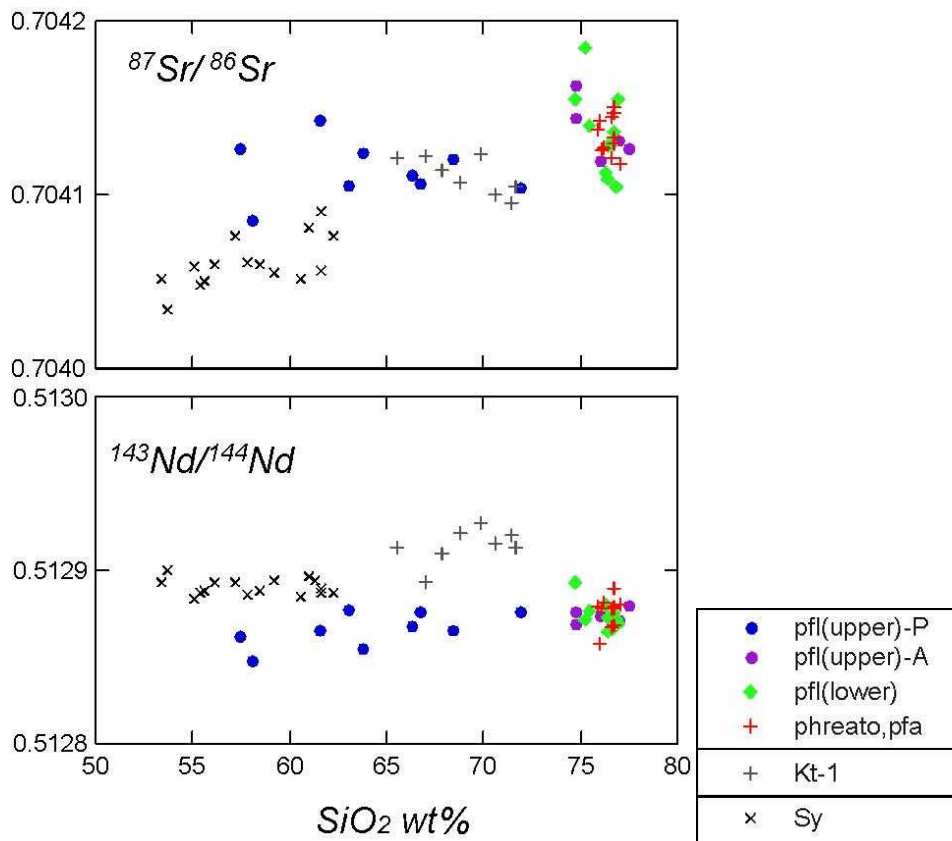 0.7042
⁸⁷Sr/⁸⁶Sr
0.7041
0.7040
0.5130
¹⁴³Nd/¹⁴⁴Nd
0.5129
0.5128
50 55 60 65 70 75 80
SiO₂ wt%
pfl(upper)-P
pfl(upper)-A
pfl(lower)
phreato,pfa
Kt-1
Sy